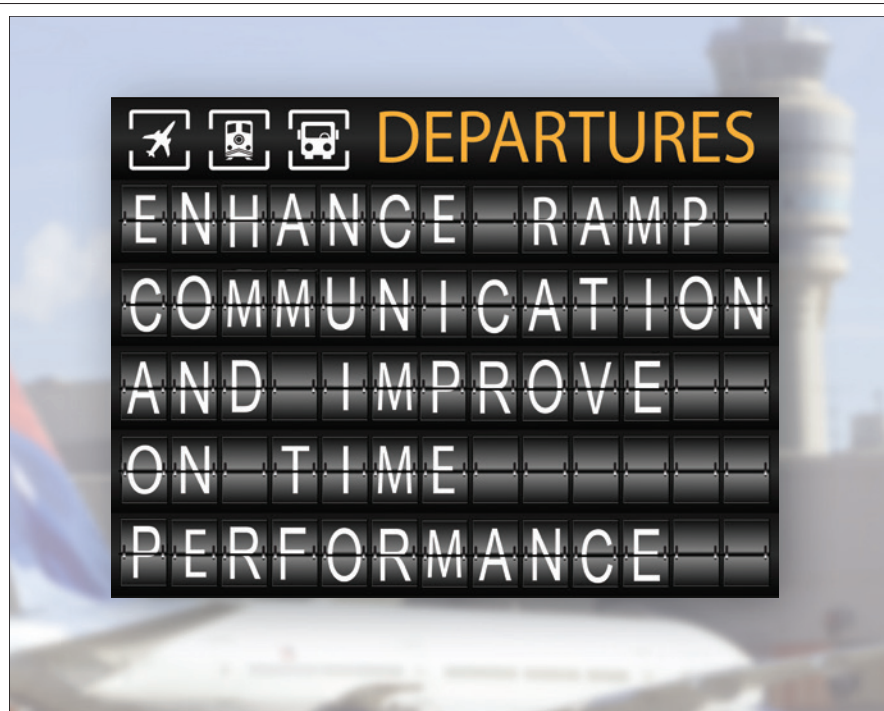 DEPARTURES
ENHANCE RAMP
COMMUNICATION
AND IMPROVE
ON TIME
PERFORMANCE